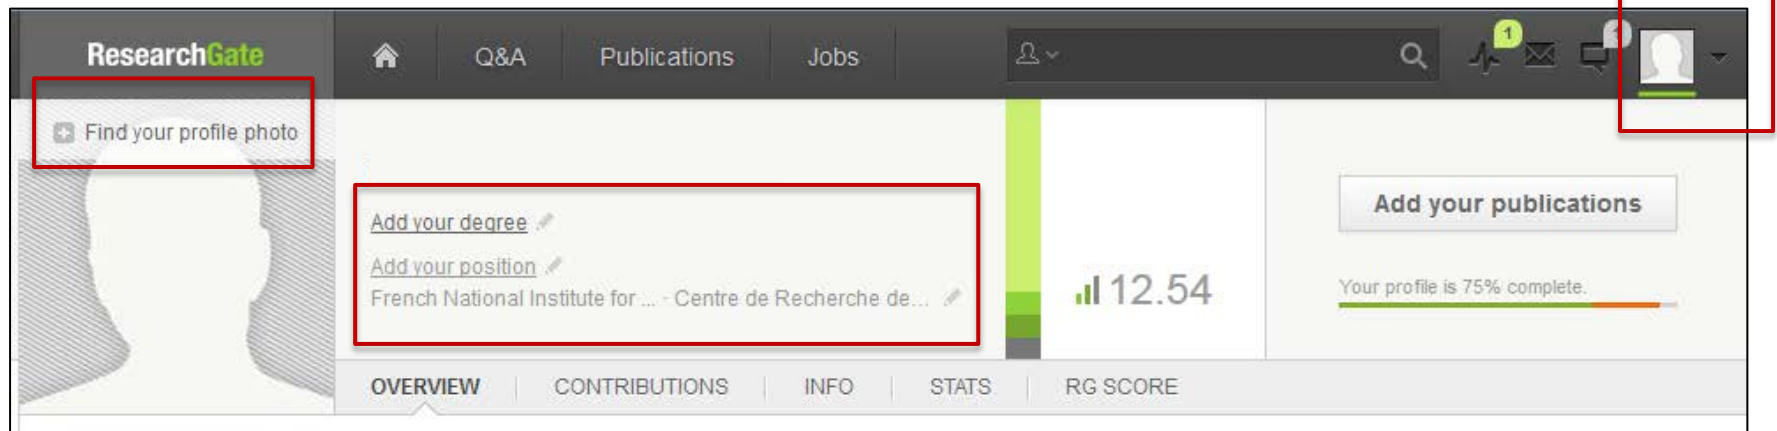 ResearchGate
Q&A
Publications
Jobs
1
1
Find your profile photo
Add your degree
Add your position
French National Institute for ... - Centre de Recherche de...
12.54
Add your publications
Your profile is 75% complete.
OVERVIEW
CONTRIBUTIONS
INFO
STATS
RG SCORE